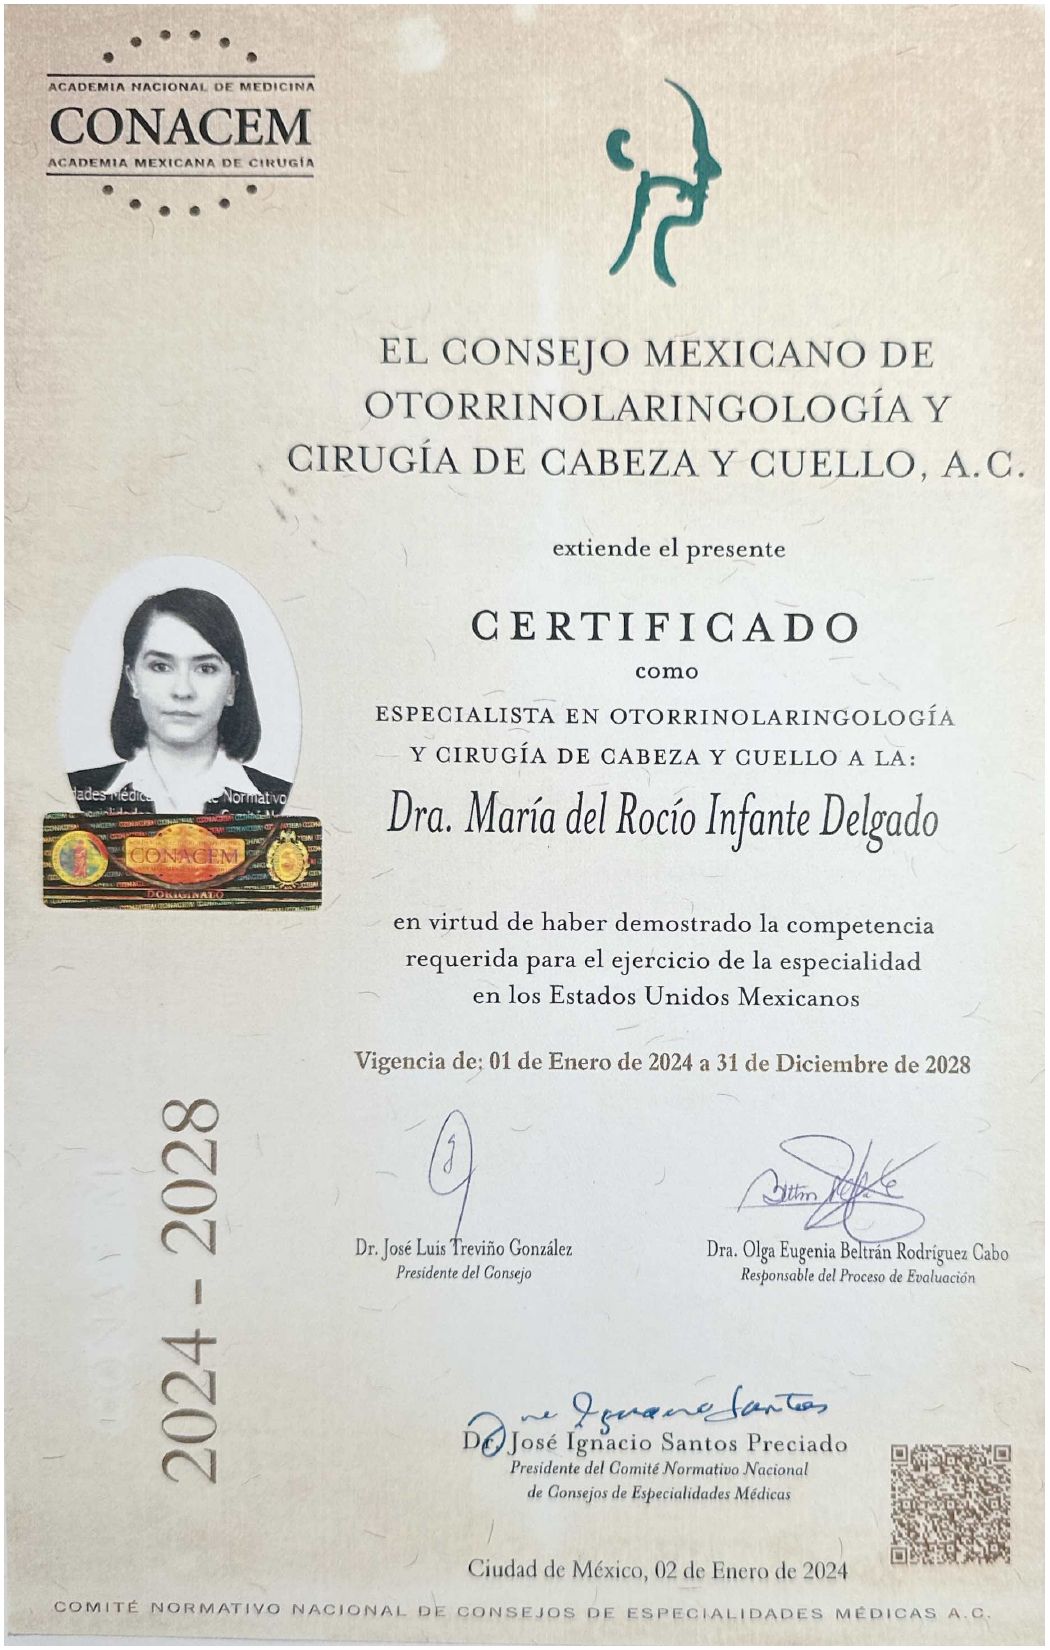 ACADEMIA NACIONAL DE MEDICINA
CONACEM
ACADEMIA MEXICANA DE CIRUGÍA
EL CONSEJO MEXICANO DE
OTORRINOLARINGOLOGÍA Y
CIRUGÍA DE CABEZA Y CUELLO, A.C.
extiende el presente
CERTIFICADO
como
ESPECIALISTA EN OTORRINOLARINGOLOGÍA
Y CIRUGÍA DE CABEZA Y CUELLO A LA:
Dra. María del Rocío Infante Delgado
Normativo
CONACEM
en virtud de haber demostrado la competencia
requerida para el ejercicio de la especialidad
en los Estados Unidos Mexicanos
Vigencia de: 01 de Enero de 2024 a 31 de Diciembre de 2028
2024 - 2028
Dr. José Luis Treviño González
Presidente del Consejo
Dra. Olga Eugenia Beltrán Rodríguez Cabo
Responsable del Proceso de Evaluación
Dr. José Ignacio Santos Preciado
Presidente del Comité Normativo Nacional
de Consejos de Especialidades Médicas
Ciudad de México, 02 de Enero de 2024
COMITÉ NORMATIVO NACIONAL DE CONSEJOS DE ESPECIALIDADES MÉDICAS A.C.